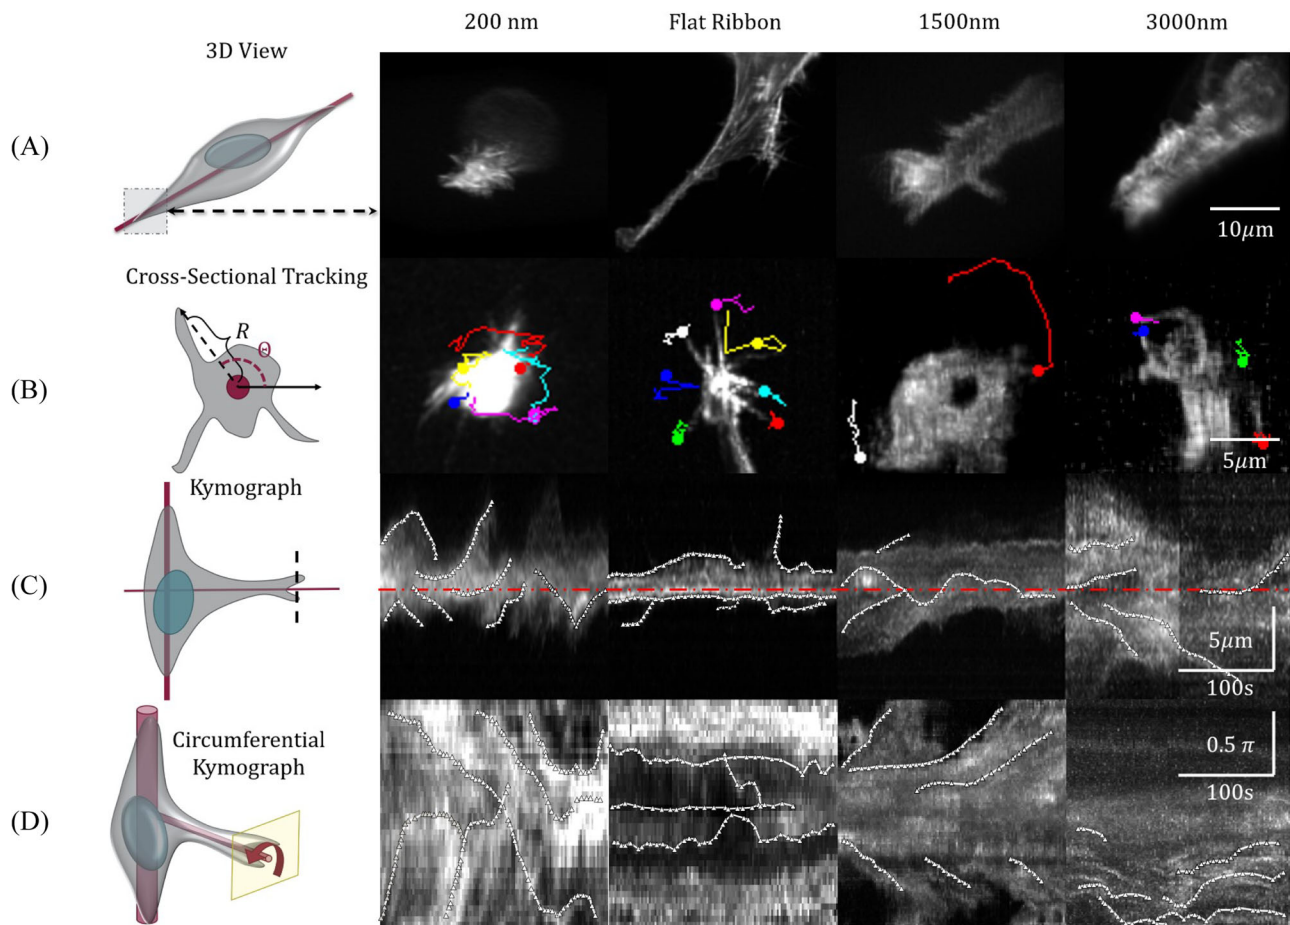 200 nm
Flat Ribbon
1500nm
3000nm
3D View
(A)
10μm
Cross-Sectional Tracking
R
Θ
(B)
5μm
Kymograph
(C)
5μm
100s
Circumferential
Kymograph
0.5 π
100s
(D)